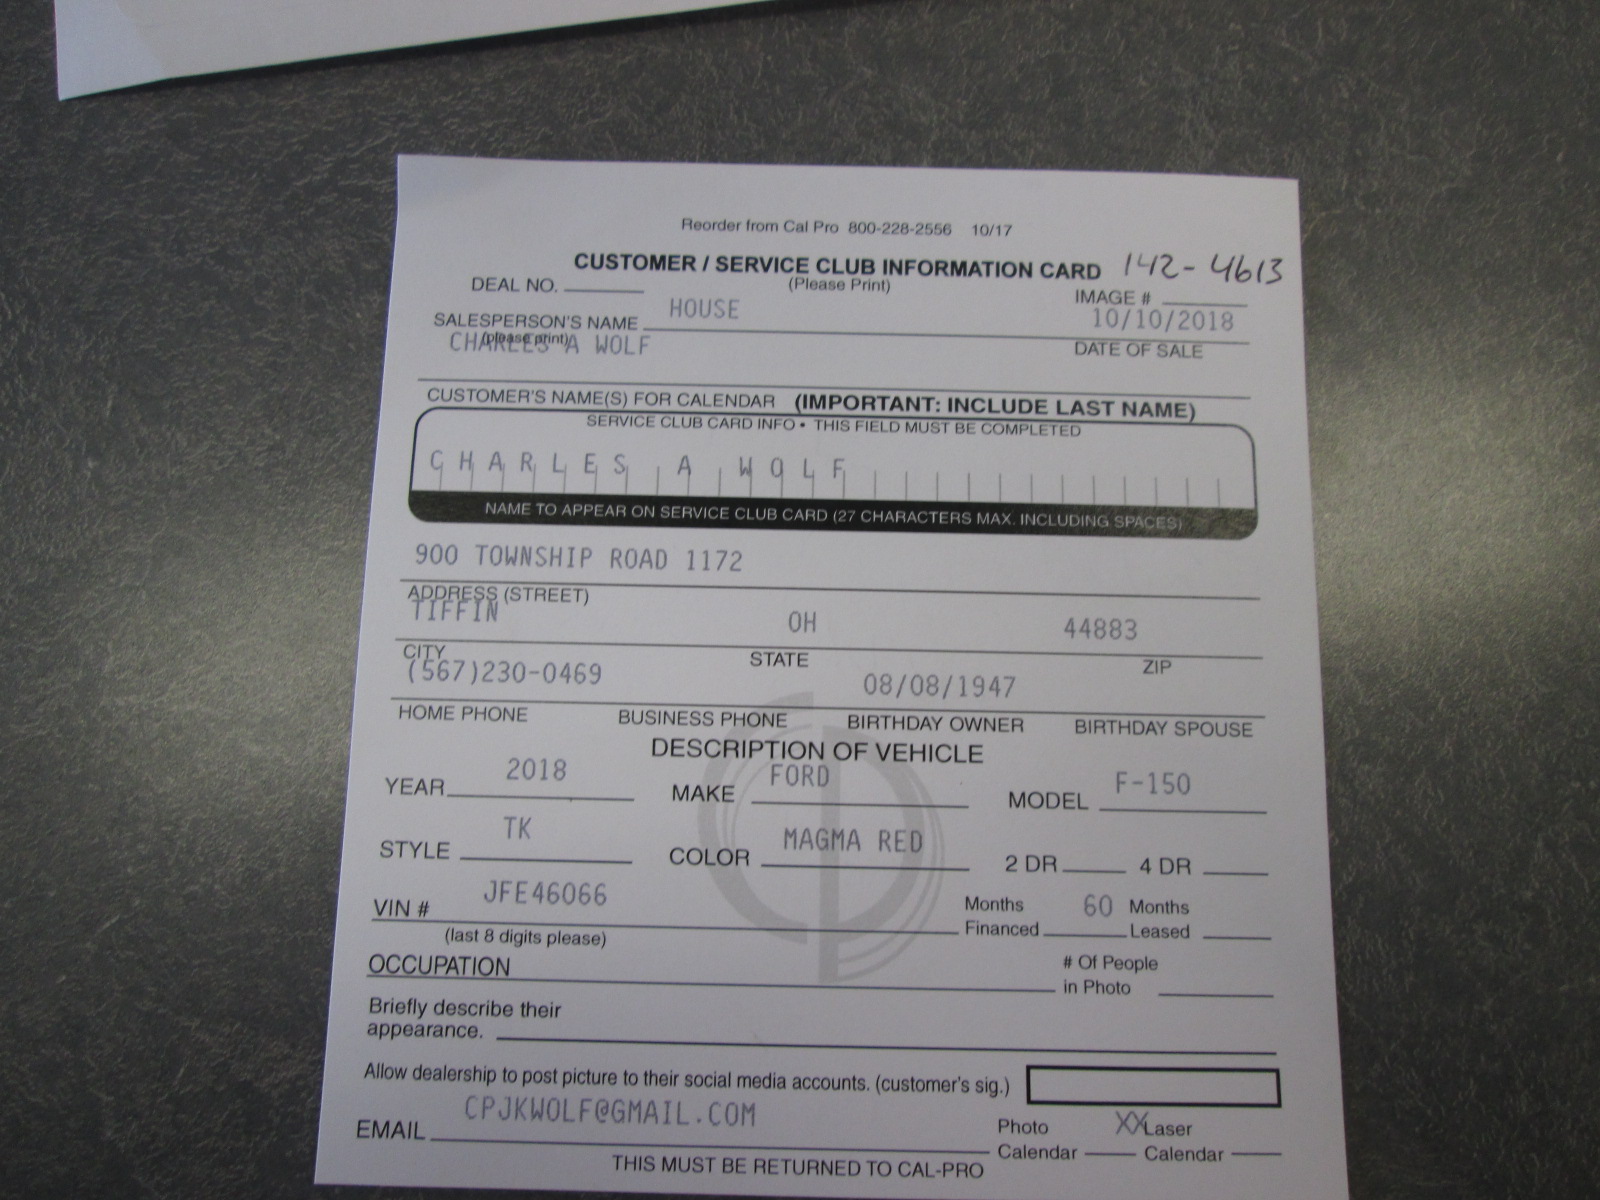 Reorder from Cal Pro 800-228-2556 10/17
CUSTOMER / SERVICE CLUB INFORMATION CARD 142-4613
DEAL NO. (Please Print) IMAGE #
SALESPERSON'S NAME HOUSE 10/10/2018
(please print) DATE OF SALE
CHARLES A WOLF
CUSTOMER'S NAME(S) FOR CALENDAR (IMPORTANT: INCLUDE LAST NAME)
SERVICE CLUB CARD INFO • THIS FIELD MUST BE COMPLETED
CHARLES A WOLF
NAME TO APPEAR ON SERVICE CLUB CARD (27 CHARACTERS MAX. INCLUDING SPACES)
900 TOWNSHIP ROAD 1172
ADDRESS (STREET)
TIFFIN OH 44883
CITY STATE ZIP
(567)230-0469 08/08/1947
HOME PHONE BUSINESS PHONE BIRTHDAY OWNER BIRTHDAY SPOUSE
DESCRIPTION OF VEHICLE
YEAR 2018 MAKE FORD MODEL F-150
STYLE TK COLOR MAGMA RED 2 DR 4 DR
VIN # JFE46066 Months Financed 60 Months Leased
(last 8 digits please)
OCCUPATION # Of People in Photo
Briefly describe their
appearance.
Allow dealership to post picture to their social media accounts. (customer's sig.)
EMAIL CPJKWOLF@GMAIL.COM Photo Calendar XX Laser Calendar
THIS MUST BE RETURNED TO CAL-PRO